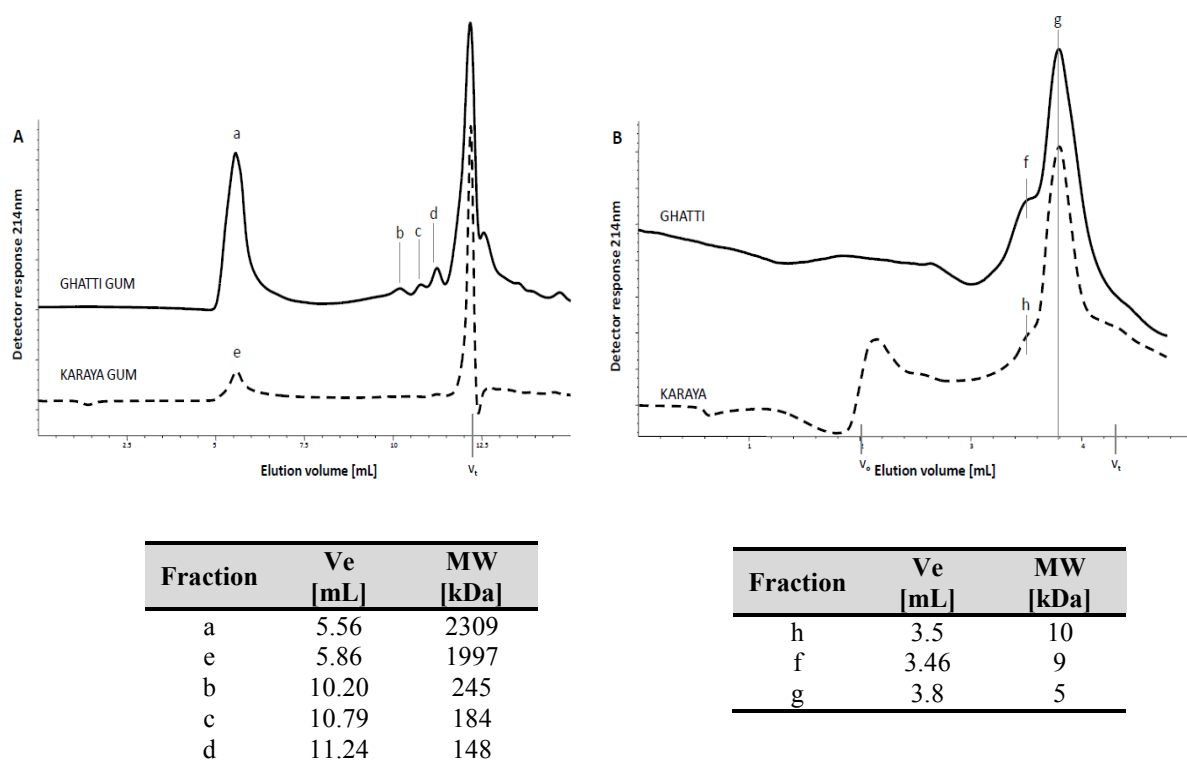 A
Detector response 214nm
a
b
c
d
GHATTI GUM
e
KARAYA GUM
2.5 5 7.5 10 12.5
Elution volume [mL]
Vt
B
Detector response 214nm
g
f
GHATTI
h
KARAYA
1 2 3 4
Vo Elution volume [mL] Vt
Fraction Ve [mL] MW [kDa]
a 5.56 2309
e 5.86 1997
b 10.20 245
c 10.79 184
d 11.24 148
Fraction Ve [mL] MW [kDa]
h 3.5 10
f 3.46 9
g 3.8 5